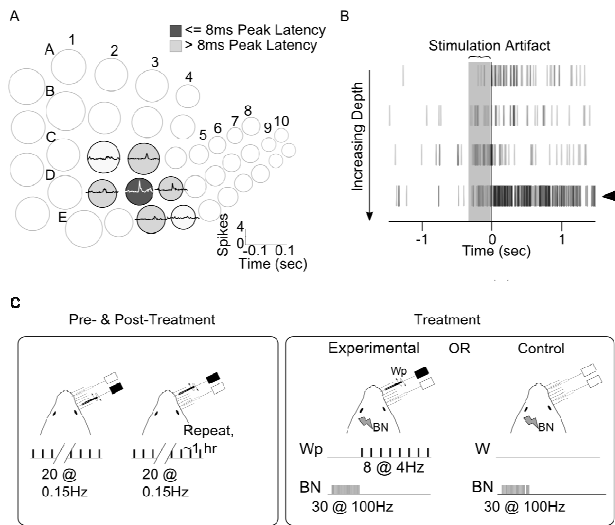 A
<= 8ms Peak Latency
> 8ms Peak Latency
1
2
3
4
5
6
7
8
9
10
A
B
C
D
E
Spikes
4
0
-0.1 0.1
Time (sec)
B
Stimulation Artifact
Increasing Depth
-1 0 1
Time (sec)
C
Pre- & Post-Treatment
20 @
0.15Hz
20 @
0.15Hz
Repeat,
~1 hr
Treatment
Experimental OR Control
Wp
BN
BN
Wp
8 @ 4Hz
BN
30 @ 100Hz
W
BN
30 @ 100Hz